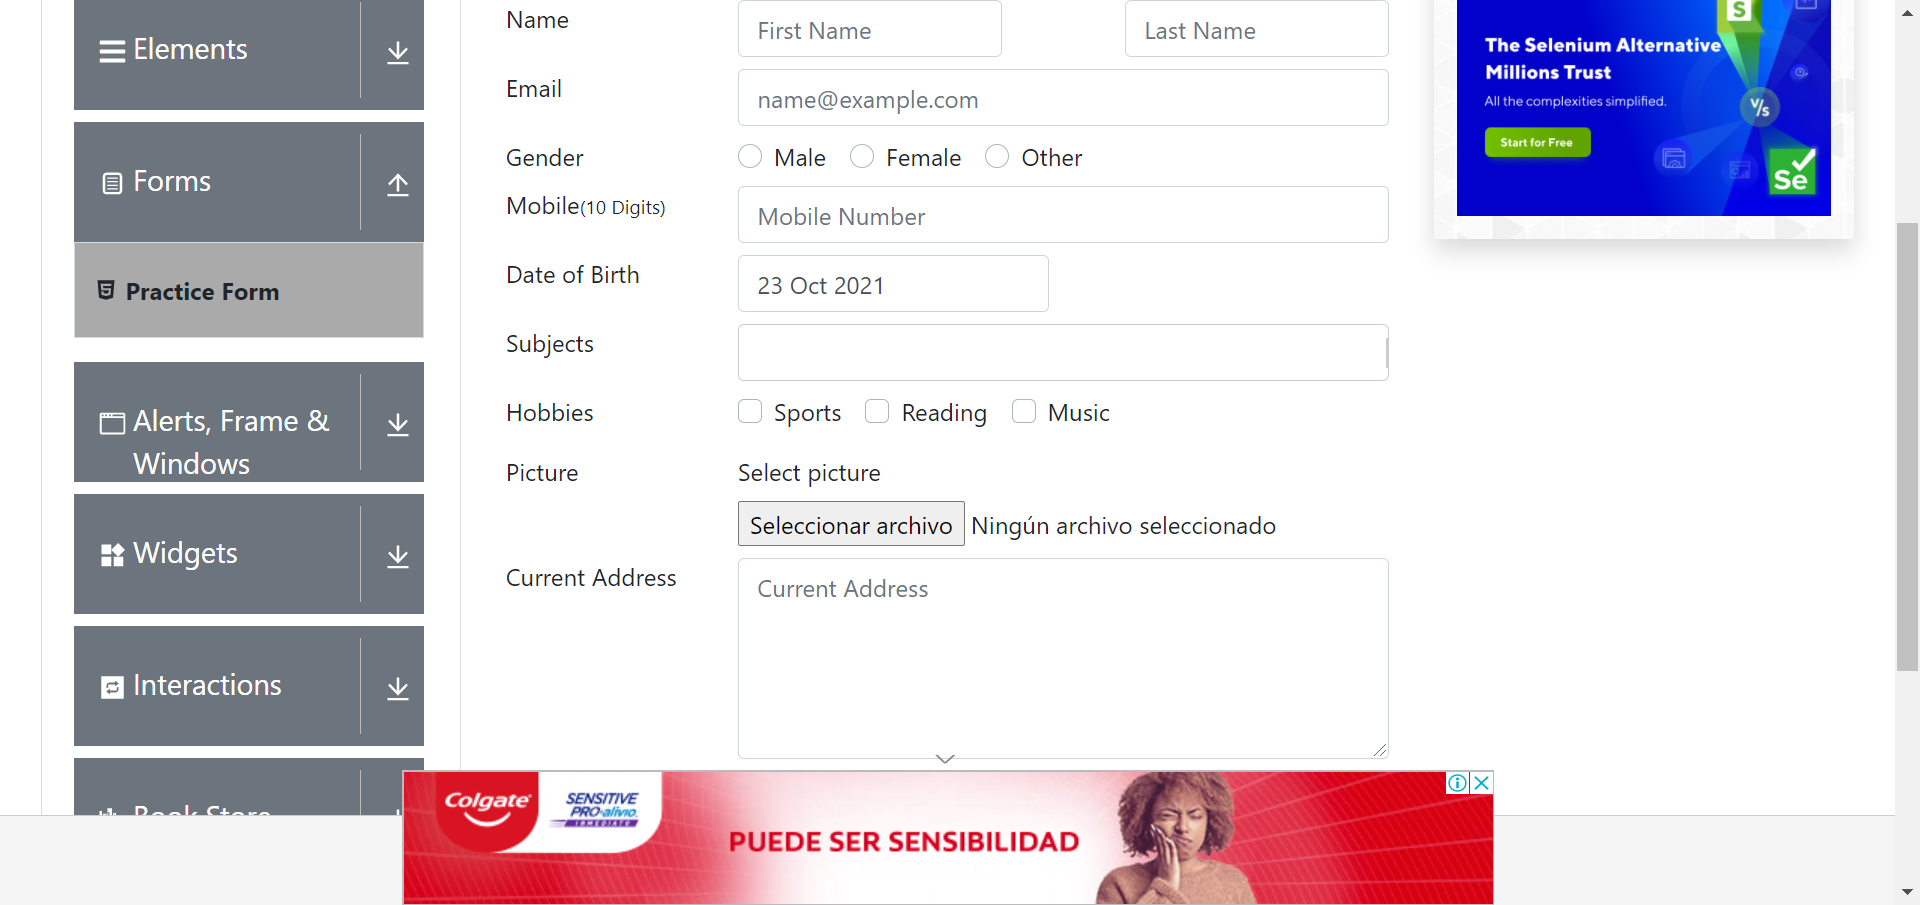 Elements
Forms
Practice Form
Alerts, Frame &
Windows
Widgets
Interactions
Book Store
Name
First Name
Last Name
Email
name@example.com
Gender
Male
Female
Other
Mobile(10 Digits)
Mobile Number
Date of Birth
23 Oct 2021
Subjects
Hobbies
Sports
Reading
Music
Picture
Select picture
Seleccionar archivo Ningún archivo seleccionado
Current Address
Current Address
S
The Selenium Alternative
Millions Trust
All the complexities simplified.
Start for Free
V/s
Se
Colgate
SENSITIVE
PRO-alivio
INMEDIATO
PUEDE SER SENSIBILIDAD